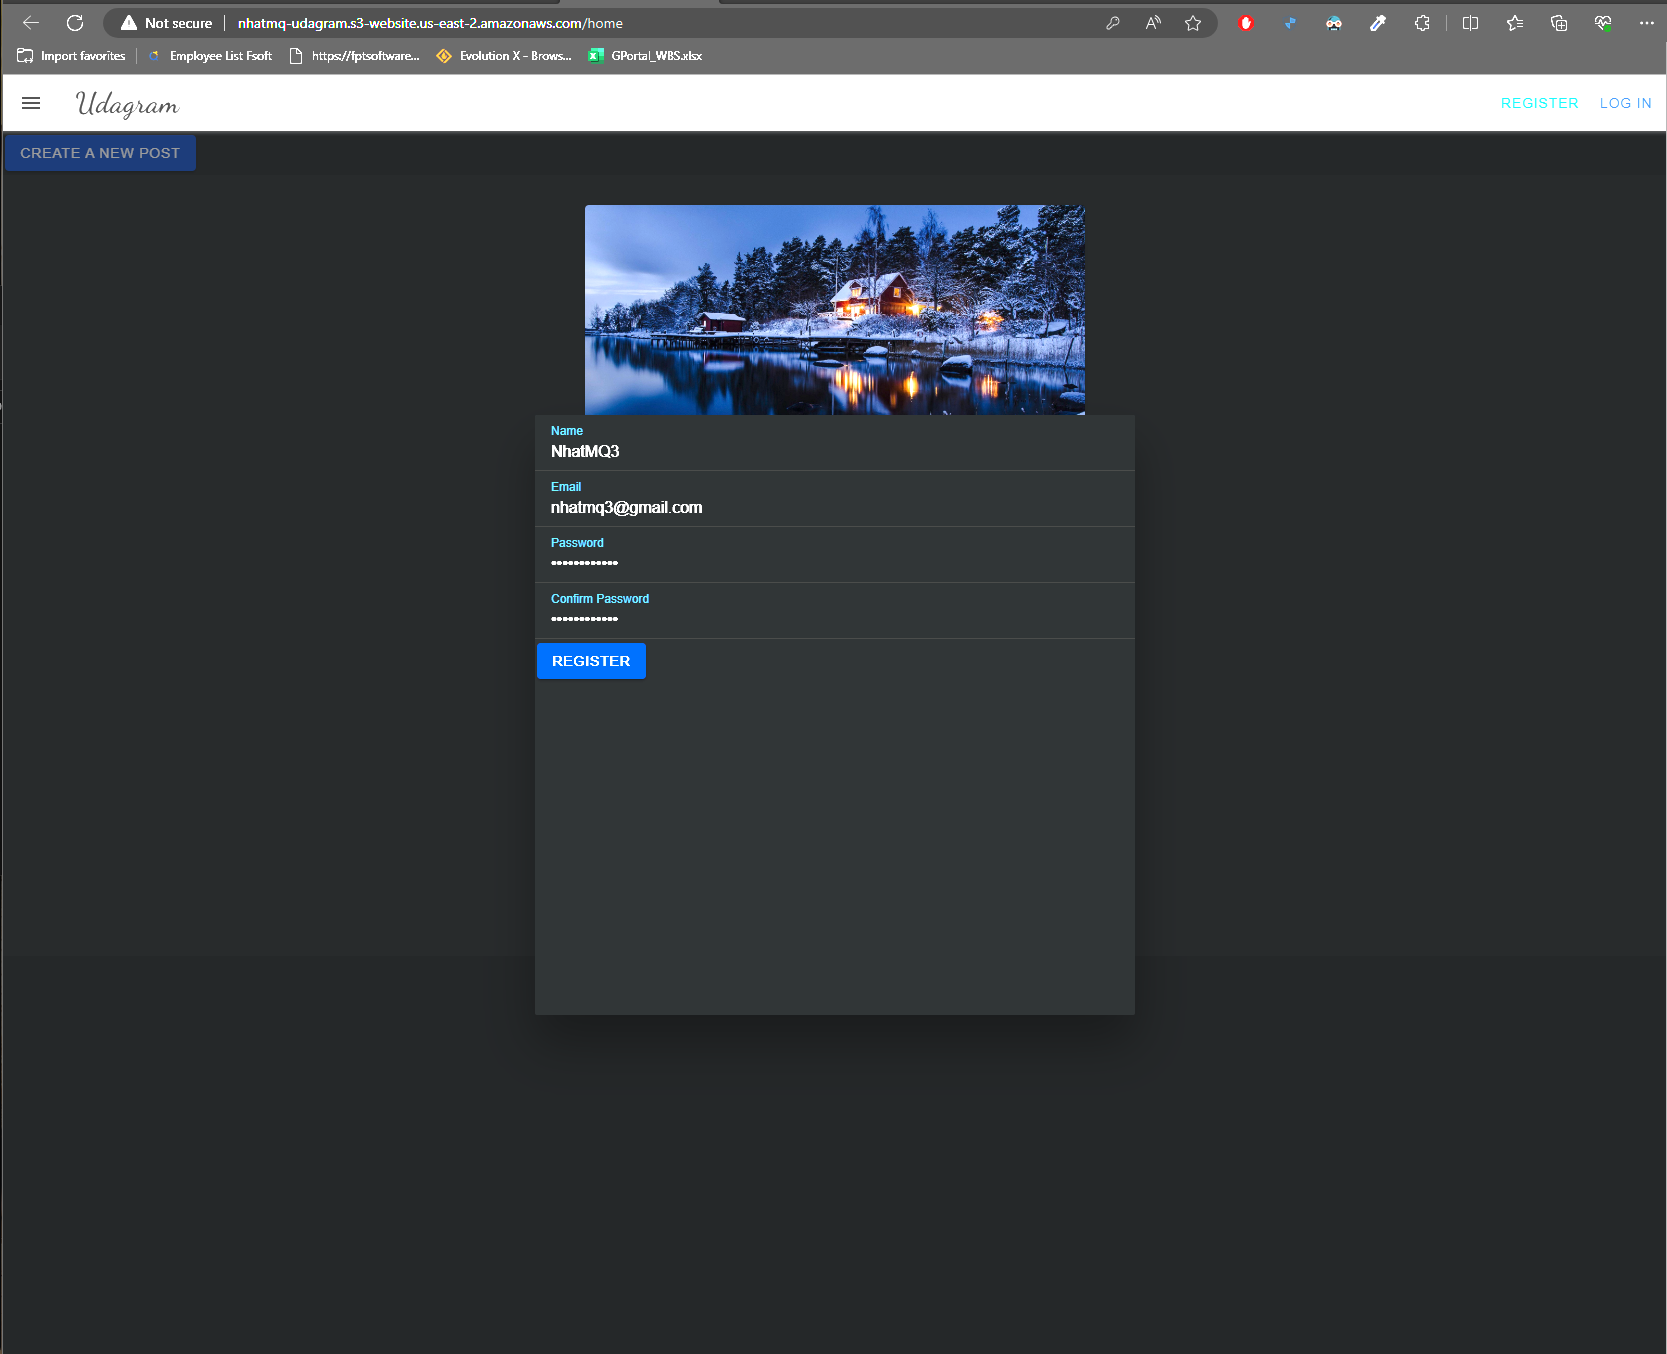 Not secure nhatmq-udagram.s3-website.us-east-2.amazonaws.com/home
Import favorites Employee List Fsoft https://fptsoftware... Evolution X - Brows... GPortal_WBS.xlsx
Udagram REGISTER LOG IN
CREATE A NEW POST
Name
NhatMQ3
Email
nhatmq3@gmail.com
Password
••••••••••••
Confirm Password
••••••••••••
REGISTER